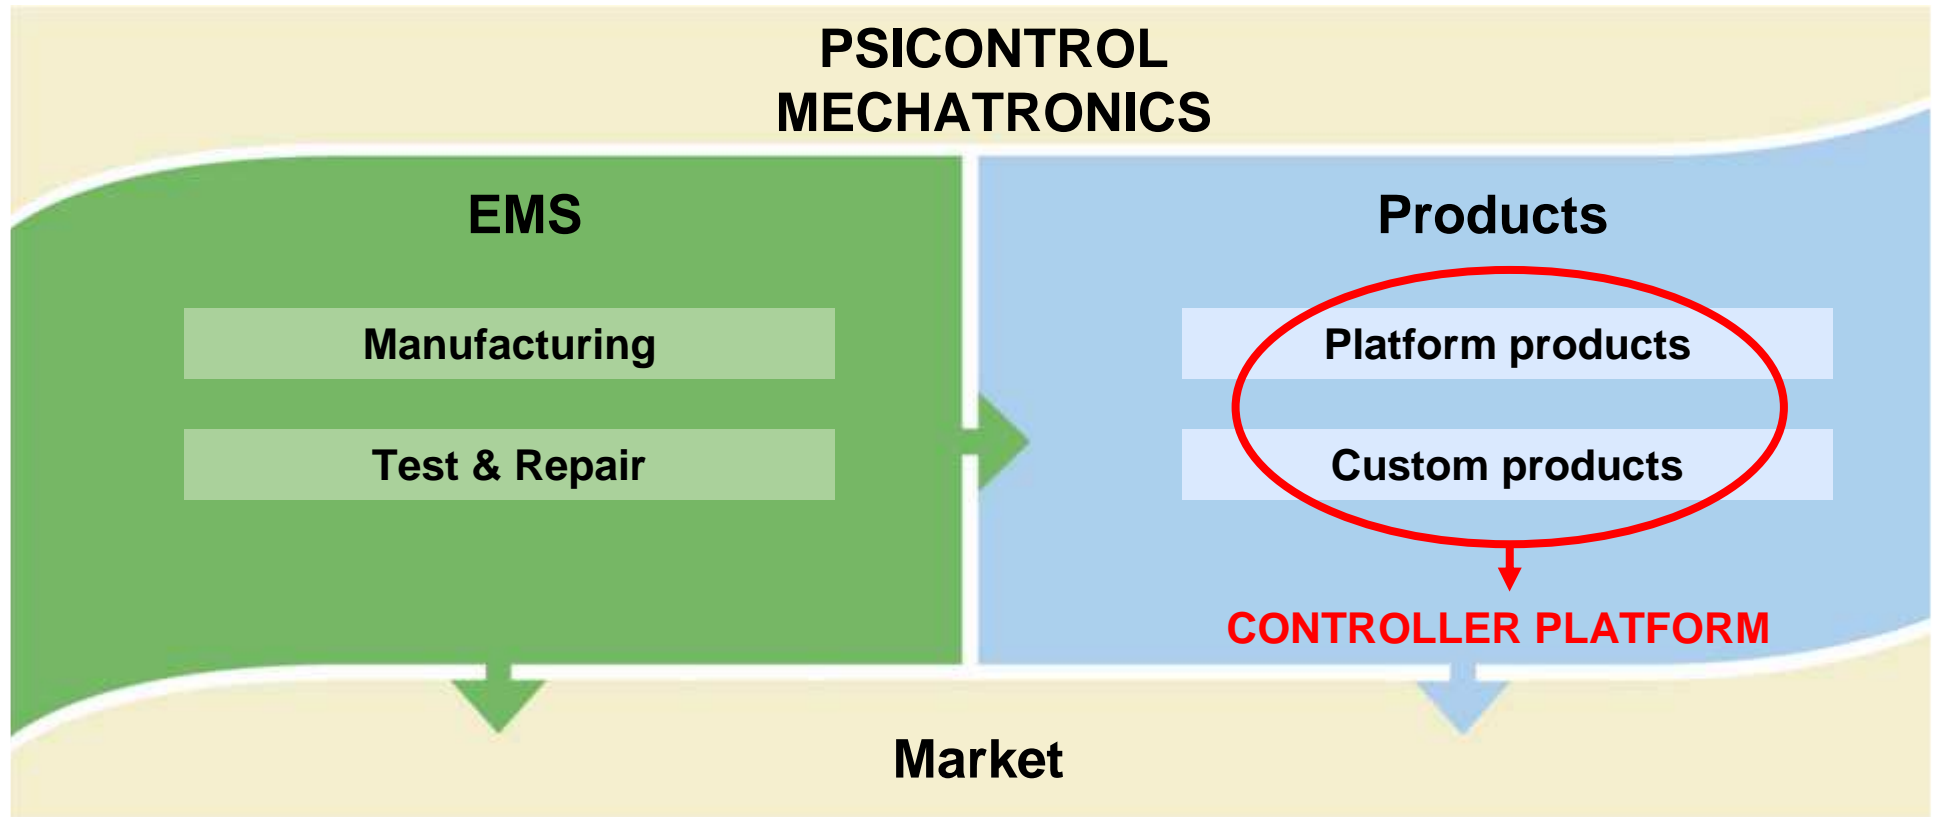 PSICONTROL
MECHATRONICS
EMS
Products
Manufacturing
Platform products
Test & Repair
Custom products
CONTROLLER PLATFORM
Market